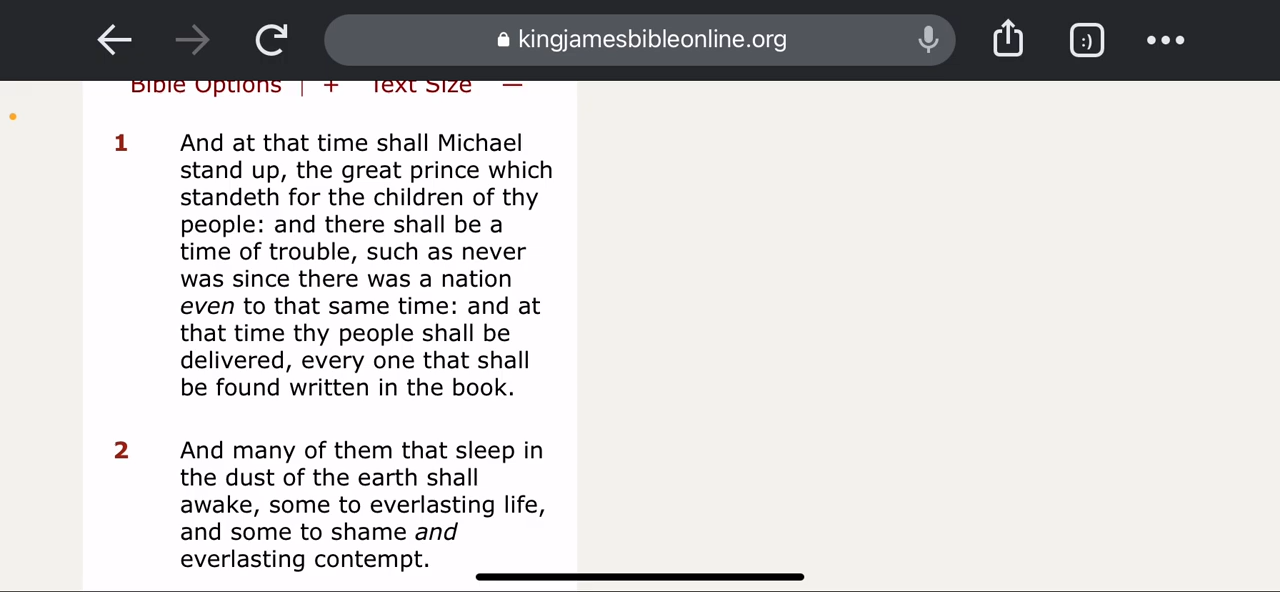 kingjamesbibleonline.org
:)
Bible Options | + Text Size —
1 And at that time shall Michael
stand up, the great prince which
standeth for the children of thy
people: and there shall be a
time of trouble, such as never
was since there was a nation
even to that same time: and at
that time thy people shall be
delivered, every one that shall
be found written in the book.
2 And many of them that sleep in
the dust of the earth shall
awake, some to everlasting life,
and some to shame and
everlasting contempt.